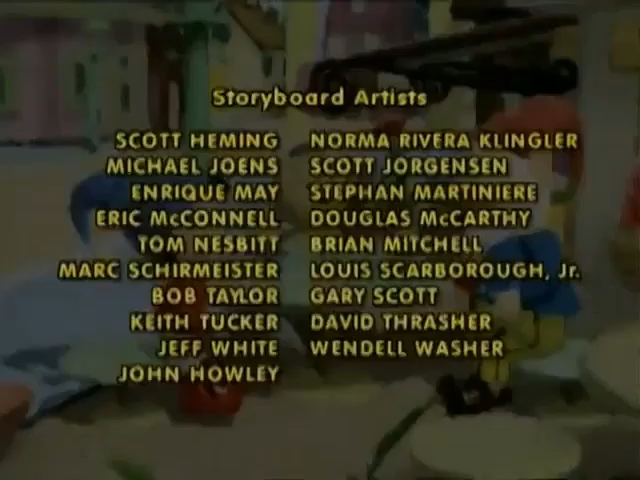 Storyboard Artists
SCOTT HEMING NORMA RIVERA KLINGLER
MICHAEL JOENS SCOTT JORGENSEN
ENRIQUE MAY STEPHAN MARTINIERE
ERIC McCONNELL DOUGLAS McCARTHY
TOM NESBITT BRIAN MITCHELL
MARC SCHIRMEISTER LOUIS SCARBOROUGH, Jr.
BOB TAYLOR GARY SCOTT
KEITH TUCKER DAVID THRASHER
JEFF WHITE WENDELL WASHER
JOHN HOWLEY